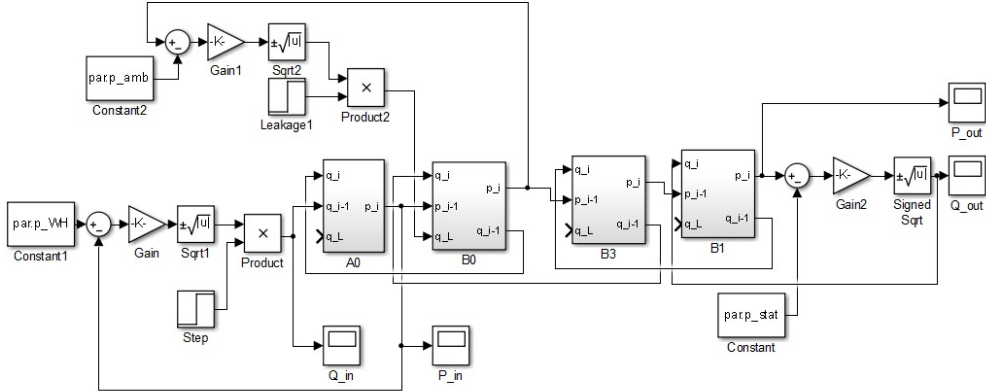 +_
-K-
Gain1
±√|u|
Sqrt2
par.p_amb
Constant2
Leakage1
×
Product2
P_out
q_i
q_i-1
q_L
p_i
A0
q_i
p_i-1
q_L
p_i
q_i-1
B0
q_i
p_i-1
q_L
p_i
q_i-1
B3
q_i
p_i-1
q_L
p_i
q_i-1
B1
+_
-K-
Gain2
±√|u|
Signed
Sqrt
Q_out
par.p_WH
Constant1
+_
-K-
Gain
±√|u|
Sqrt1
×
Product
Step
Q_in
P_in
par.p_stat
Constant